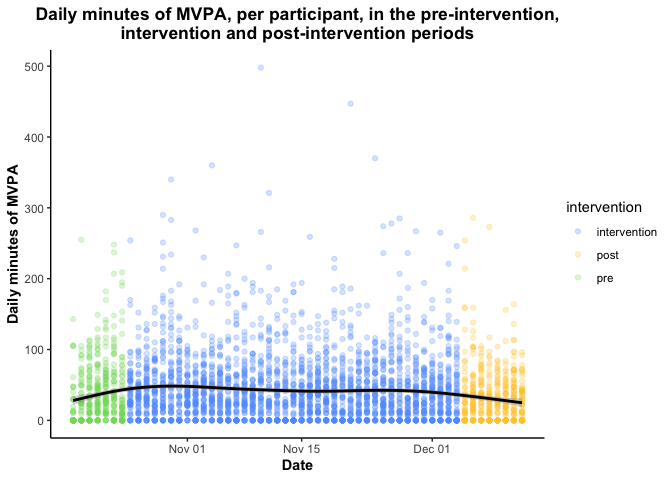 Daily minutes of MVPA, per participant, in the pre-intervention,
intervention and post-intervention periods
Daily minutes of MVPA
500
400
300
200
100
0
Nov 01
Nov 15
Dec 01
Date
intervention
intervention
post
pre